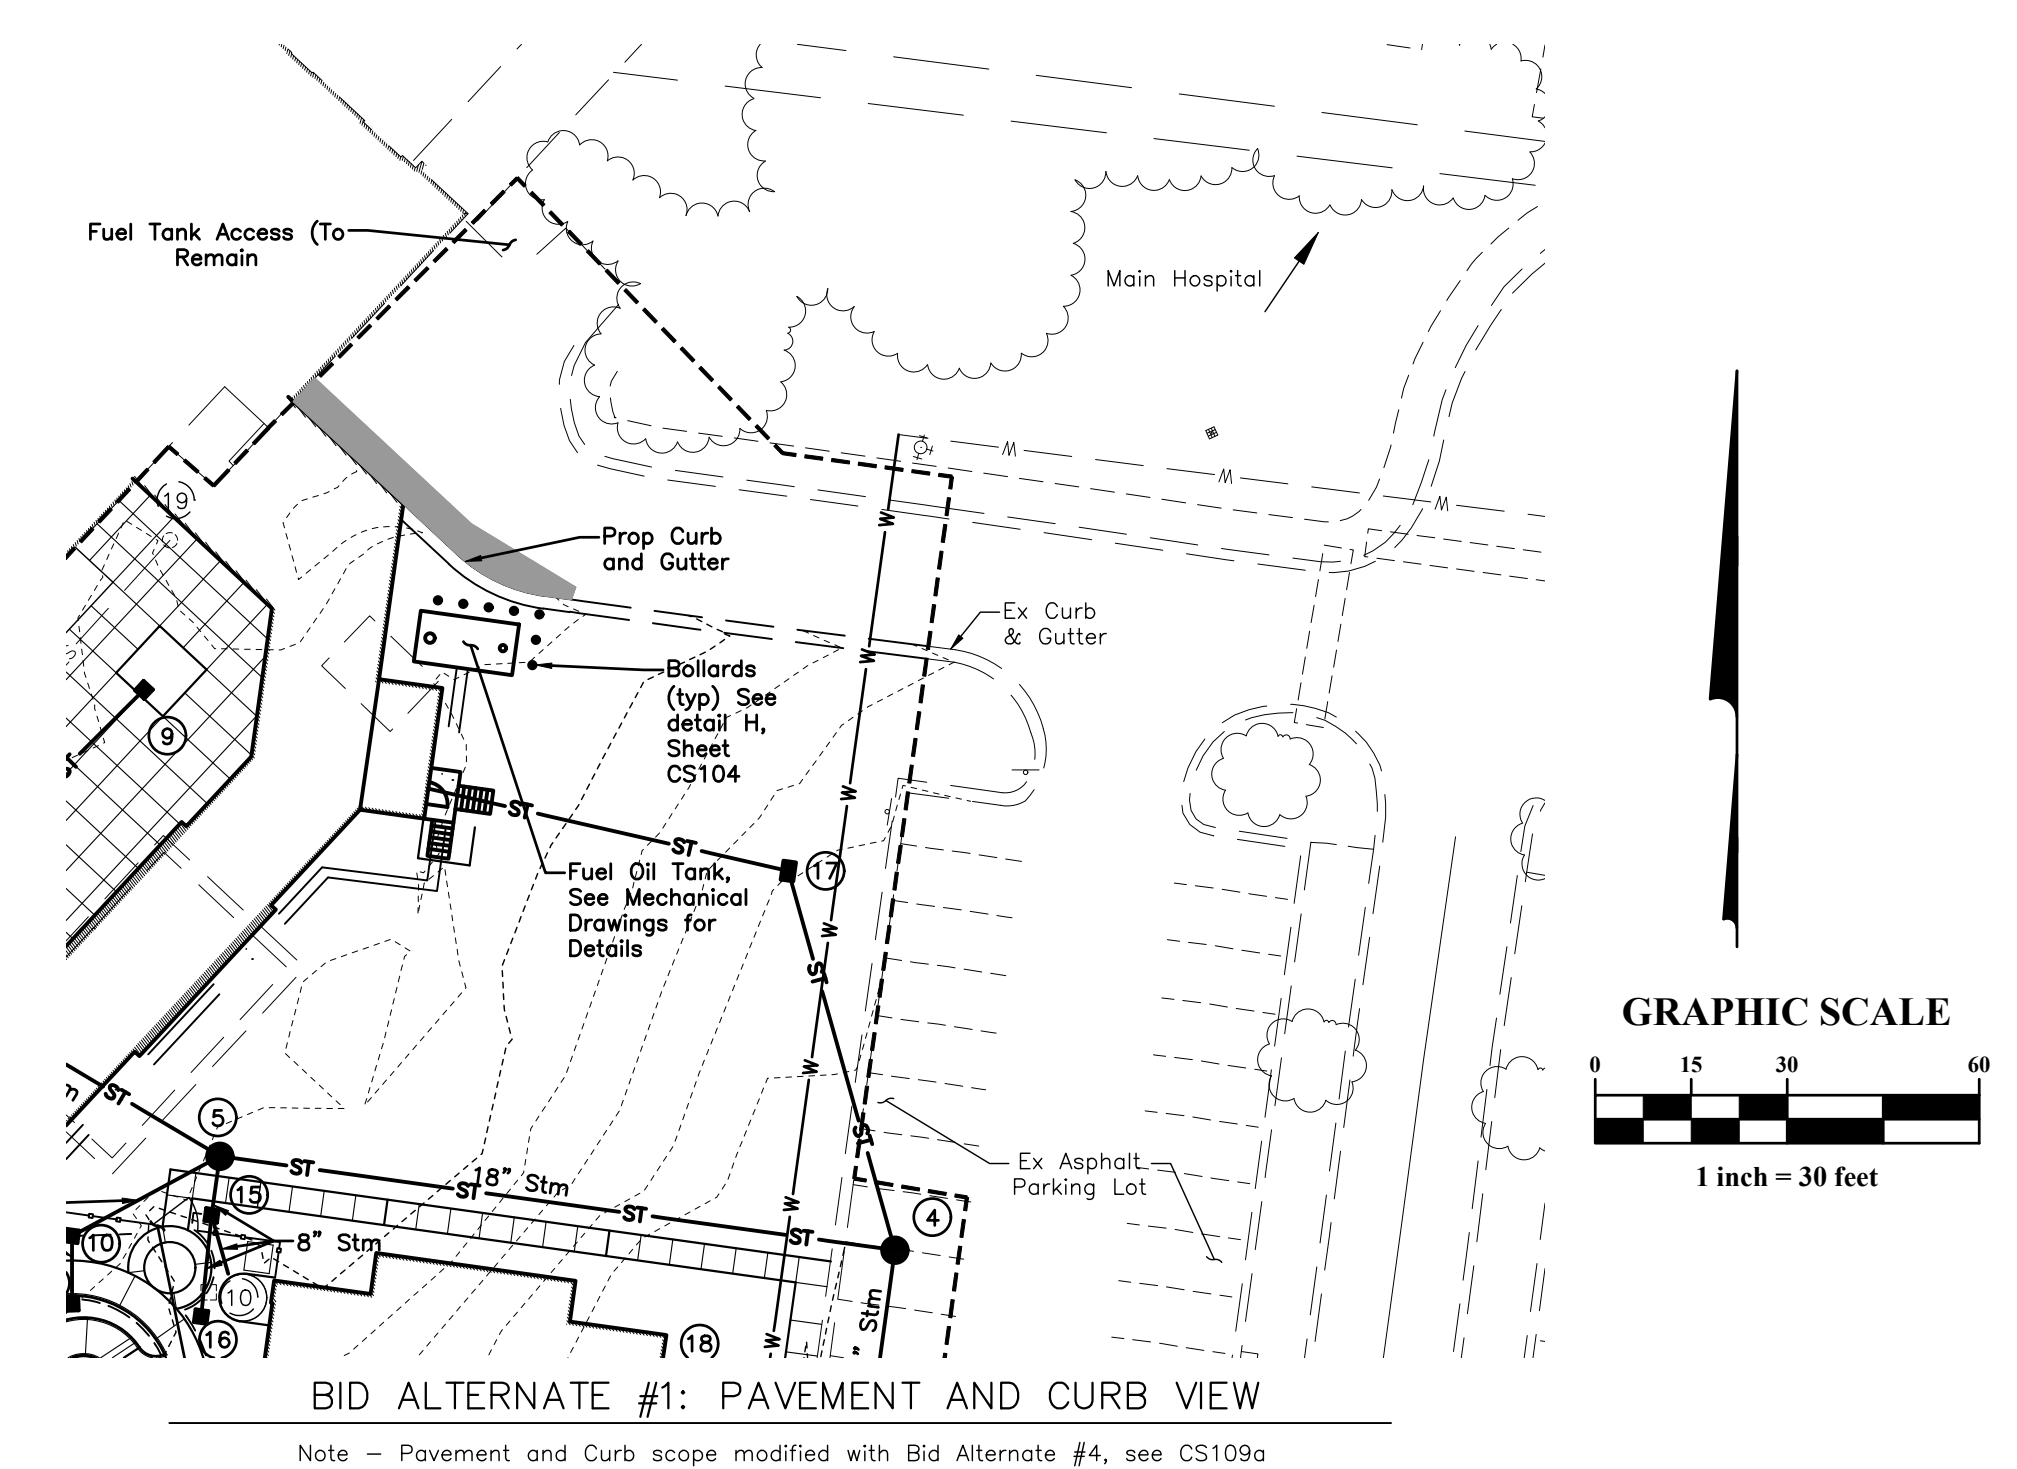 Fuel Tank Access (To
Remain
Main Hospital
W
W
W
19
W
Prop Curb
and Gutter
Ex Curb
& Gutter
W
Bollards
(typ) See
detail H,
Sheet
CS104
9
W
ST
ST
17
Fuel Oil Tank,
See Mechanical
Drawings for
Details
W
ST
W
GRAPHIC SCALE
0 15 30 60
1 inch = 30 feet
ST
5
ST
Ex Asphalt
Parking Lot
ST
18" Stm
ST
15
W
ST
ST
4
10
8" Stm
10
16
18
W
" Stm
BID ALTERNATE #1: PAVEMENT AND CURB VIEW
Note – Pavement and Curb scope modified with Bid Alternate #4, see CS109a